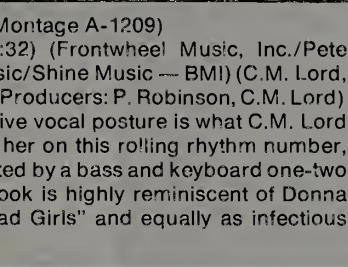 Montage A-1209)
:32) (Frontwheel Music, Inc./Pete
sic/Shine Music — BMI) (C.M. Lord,
Producers: P. Robinson, C.M. Lord)
ive vocal posture is what C.M. Lord
her on this rolling rhythm number,
ed by a bass and keyboard one-two
ook is highly reminiscent of Donna
ad Girls" and equally as infectious